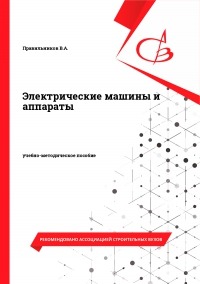 Правильников В.А.
Электрические машины и
аппараты
учебно-методическое пособие
РЕКОМЕНДОВАНО АССОЦИАЦИЕЙ СТРОИТЕЛЬНЫХ ВУЗОВ